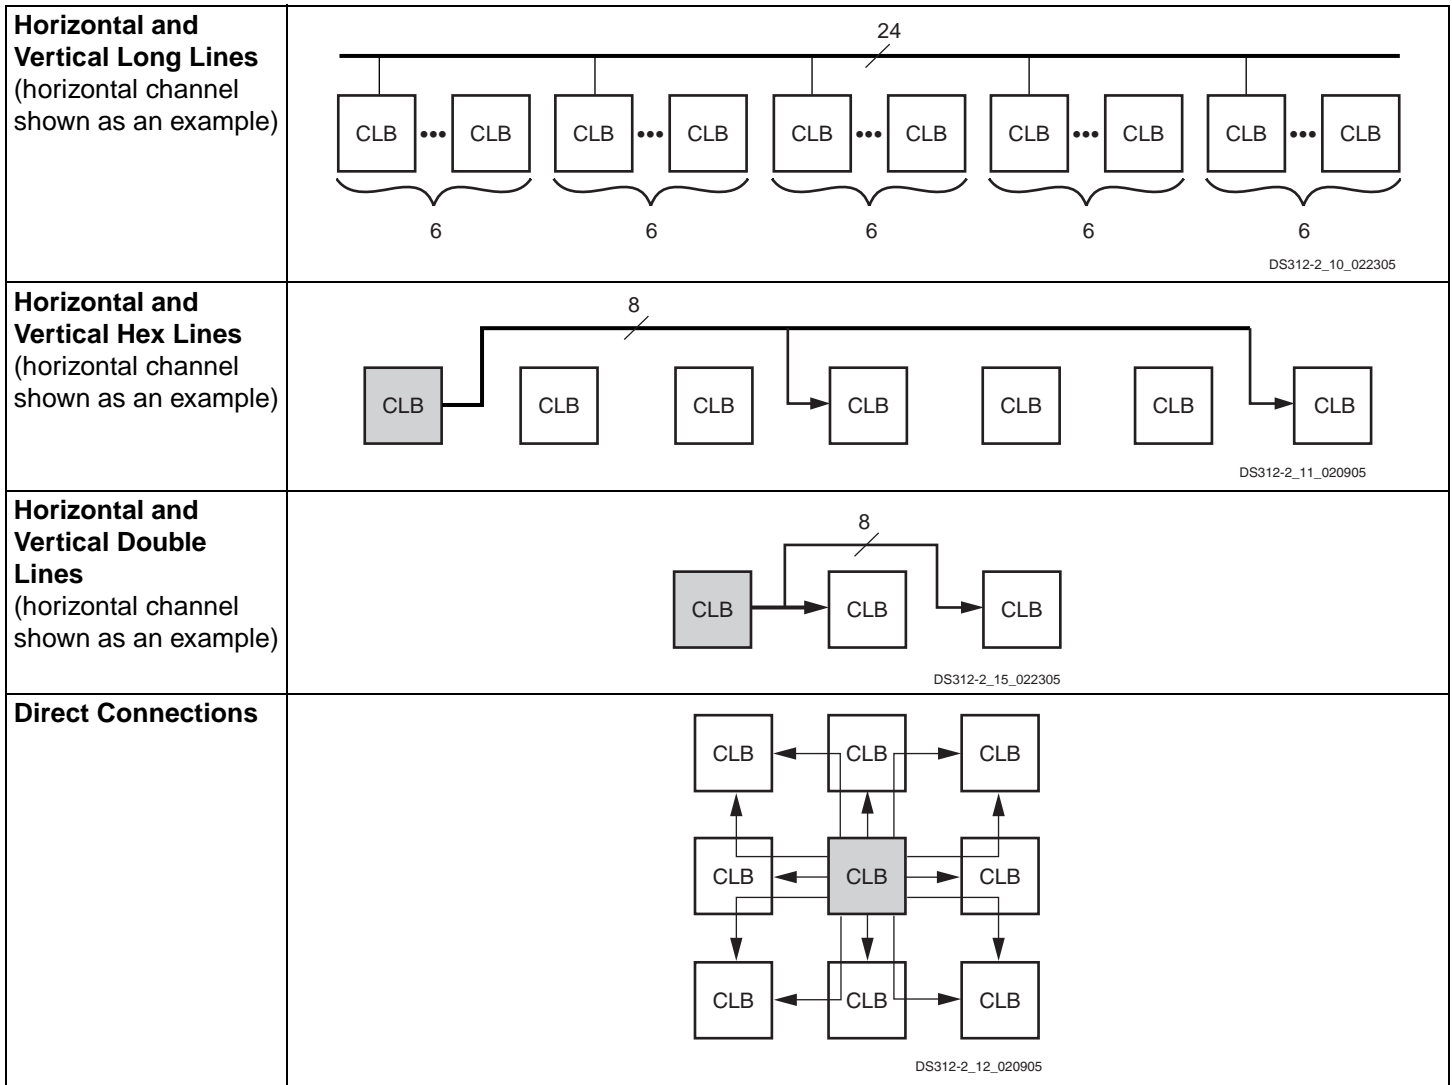 Horizontal and
Vertical Long Lines
(horizontal channel
shown as an example)
24
CLB ••• CLB CLB ••• CLB CLB ••• CLB CLB ••• CLB CLB ••• CLB
6 6 6 6 6
DS312-2_10_022305
Horizontal and
Vertical Hex Lines
(horizontal channel
shown as an example)
8
CLB CLB CLB CLB CLB CLB CLB
DS312-2_11_020905
Horizontal and
Vertical Double
Lines
(horizontal channel
shown as an example)
8
CLB CLB CLB
DS312-2_15_022305
Direct Connections
CLB CLB CLB
CLB CLB CLB
CLB CLB CLB
DS312-2_12_020905